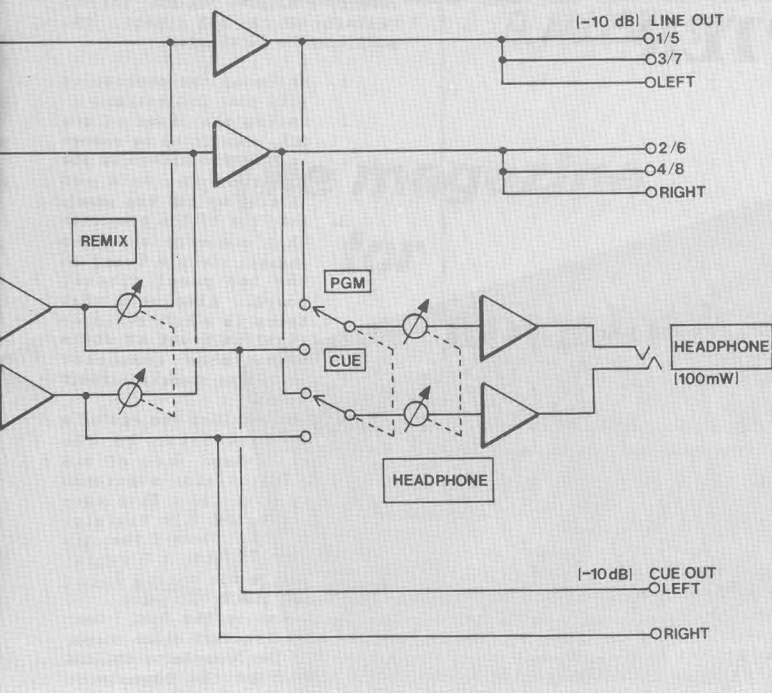 [-10 dB] LINE OUT
1/5
3/7
LEFT
2/6
4/8
RIGHT
REMIX
PGM
CUE
HEADPHONE
[100mW]
HEADPHONE
[-10dB] CUE OUT
LEFT
RIGHT